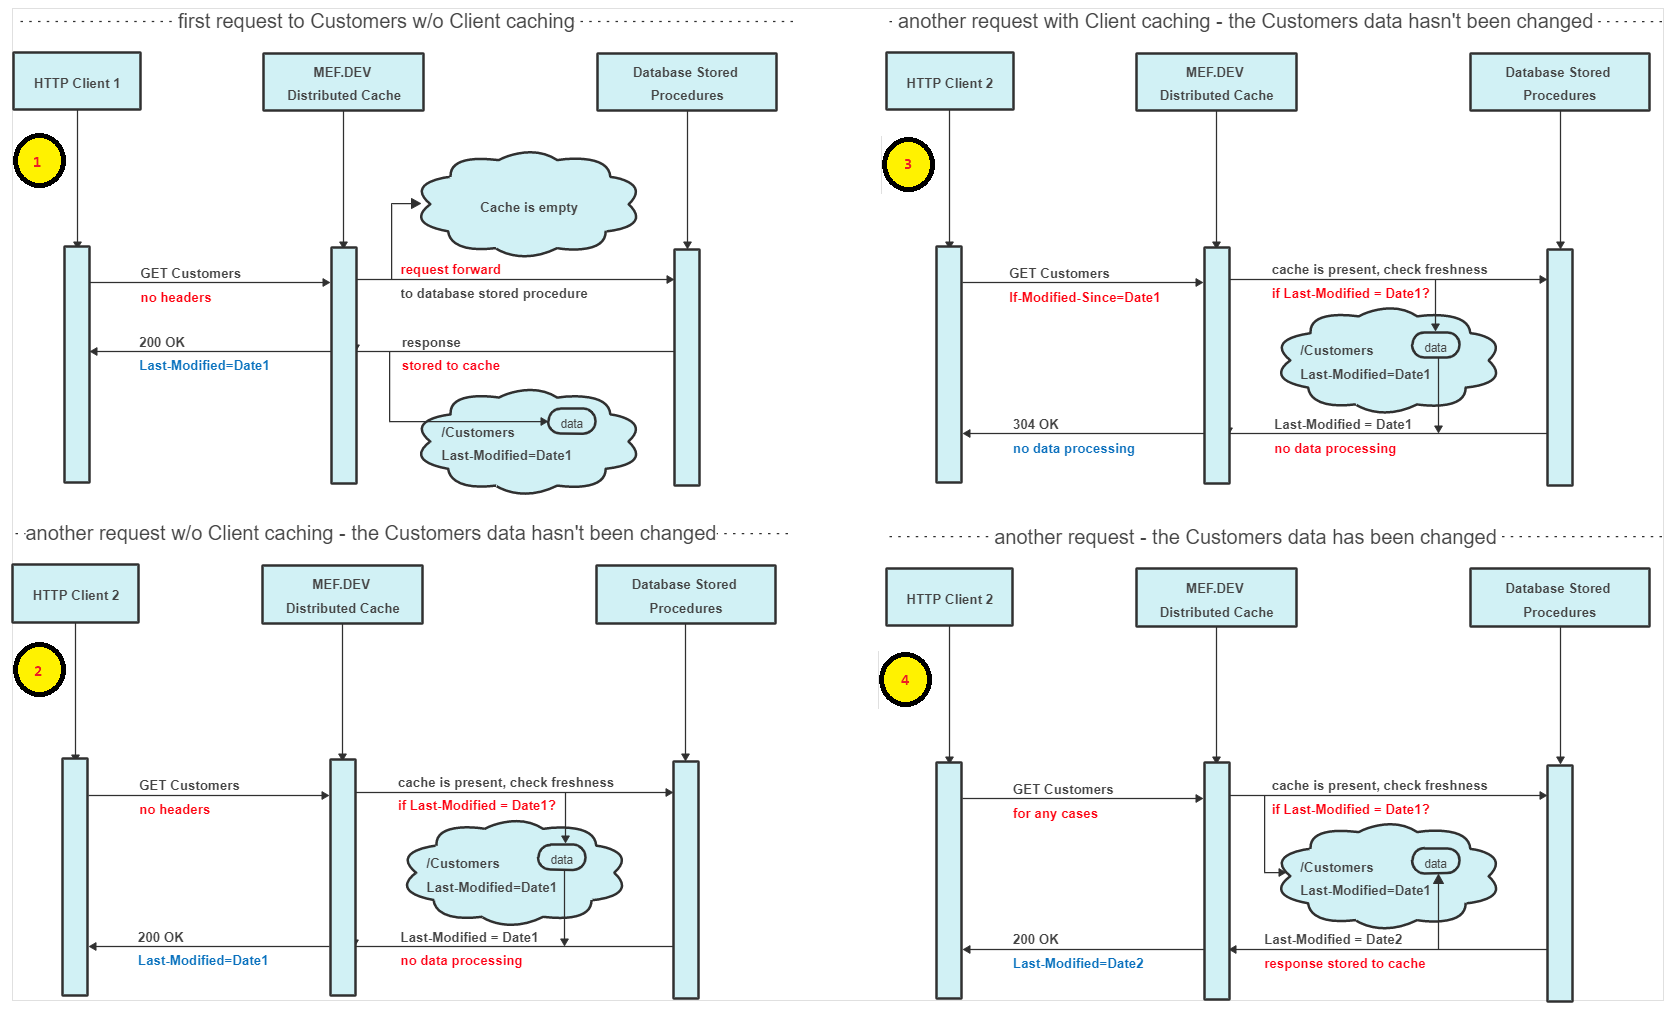 first request to Customers w/o Client caching
HTTP Client 1
MEF.DEV
Distributed Cache
Database Stored
Procedures
1
Cache is empty
GET Customers
no headers
request forward
to database stored procedure
200 OK
Last-Modified=Date1
response
stored to cache
data
/Customers
Last-Modified=Date1
another request w/o Client caching - the Customers data hasn't been changed
HTTP Client 2
MEF.DEV
Distributed Cache
Database Stored
Procedures
2
GET Customers
no headers
cache is present, check freshness
if Last-Modified = Date1?
data
/Customers
Last-Modified=Date1
200 OK
Last-Modified=Date1
Last-Modified = Date1
no data processing
another request with Client caching - the Customers data hasn't been changed
HTTP Client 2
MEF.DEV
Distributed Cache
Database Stored
Procedures
3
GET Customers
If-Modified-Since=Date1
cache is present, check freshness
if Last-Modified = Date1?
data
/Customers
Last-Modified=Date1
304 OK
no data processing
Last-Modified = Date1
no data processing
another request - the Customers data has been changed
HTTP Client 2
MEF.DEV
Distributed Cache
Database Stored
Procedures
4
GET Customers
for any cases
cache is present, check freshness
if Last-Modified = Date1?
data
/Customers
Last-Modified=Date1
200 OK
Last-Modified=Date2
Last-Modified = Date2
response stored to cache